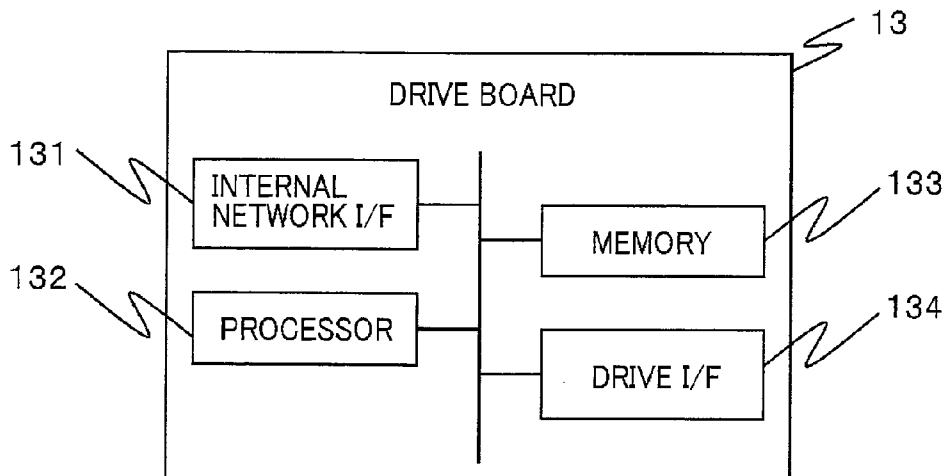 13
DRIVE BOARD
131
INTERNAL
NETWORK I/F
133
MEMORY
132
PROCESSOR
134
DRIVE I/F